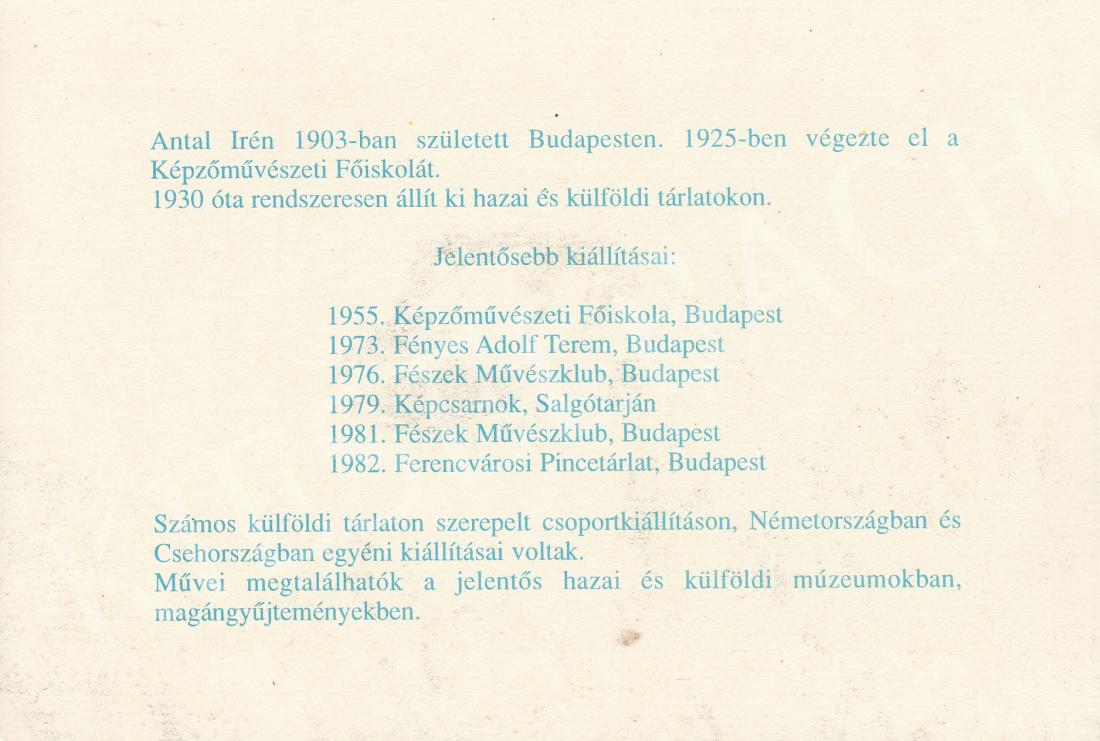 Antal Irén 1903-ban született Budapesten. 1925-ben végezte el a
Képzőművészeti Főiskolát.
1930 óta rendszeresen állít ki hazai és külföldi tárlatokon.
Jelentősebb kiállításai:
1955. Képzőművészeti Főiskola, Budapest
1973. Fényes Adolf Terem, Budapest
1976. Fészek Művészklub, Budapest
1979. Képcsarnok, Salgótarján
1981. Fészek Művészklub, Budapest
1982. Ferencvárosi Pincetárlat, Budapest
Számos külföldi tárlaton szerepelt csoportkiállításon, Németországban és
Csehországban egyéni kiállításai voltak.
Művei megtalálhatók a jelentős hazai és külföldi múzeumokban,
magángyűjteményekben.